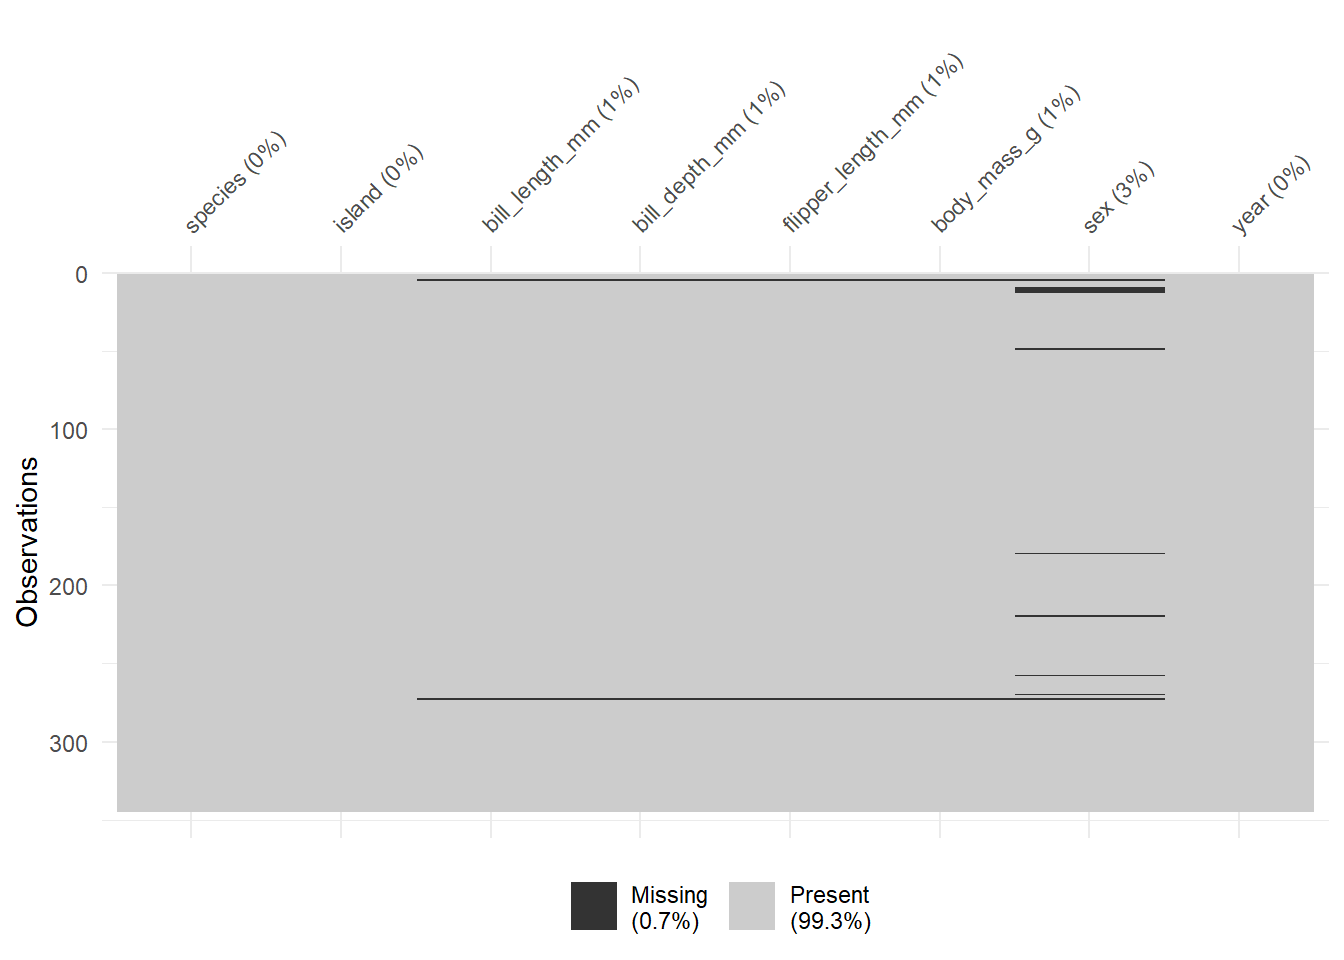 species (0%)
island (0%)
bill_length_mm (1%)
bill_depth_mm (1%)
flipper_length_mm (1%)
body_mass_g (1%)
sex (3%)
year (0%)
0
100
200
300
Observations
Missing
(0.7%)
Present
(99.3%)